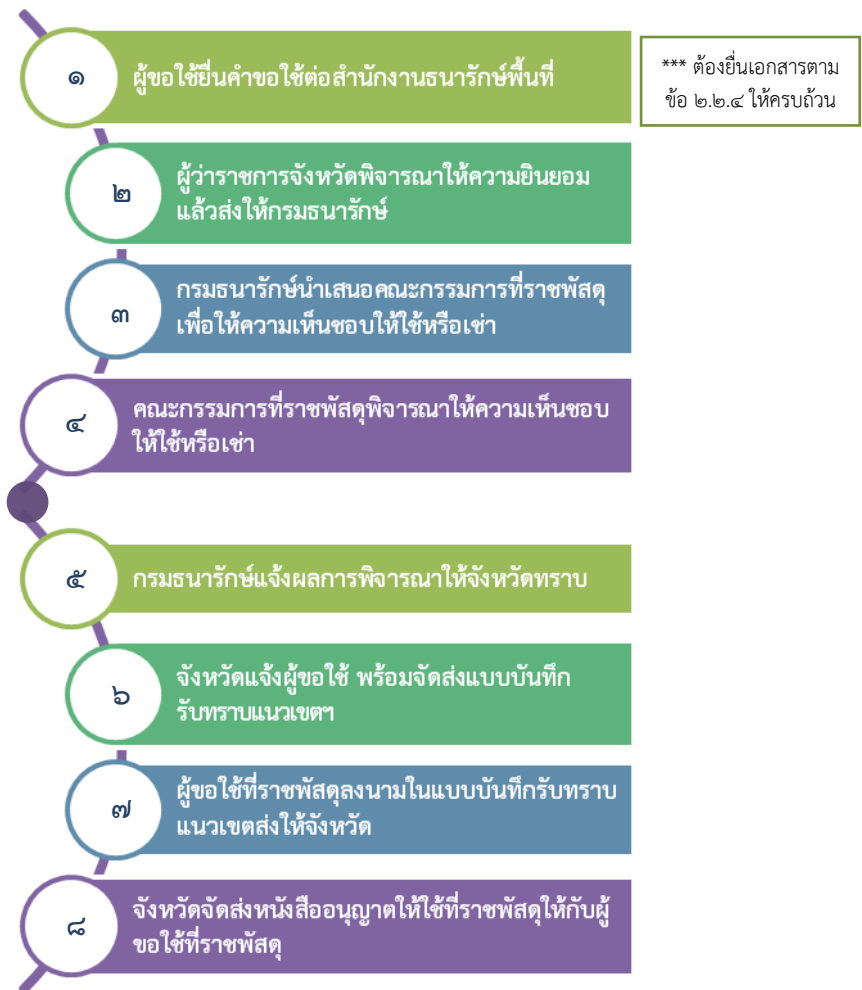 ๑
ผู้ขอใช้ยื่นคำขอใช้ต่อสำนักงานธนารักษ์พื้นที่
*** ต้องยื่นเอกสารตาม
ข้อ ๒.๒.๔ ให้ครบถ้วน
๒
ผู้ว่าราชการจังหวัดพิจารณาให้ความยินยอม
แล้วส่งให้กรมธนารักษ์
๓
กรมธนารักษ์นำเสนอคณะกรรมการที่ราชพัสดุ
เพื่อให้ความเห็นชอบให้ใช้หรือเช่า
๔
คณะกรรมการที่ราชพัสดุพิจารณาให้ความเห็นชอบ
ให้ใช้หรือเช่า
๕
กรมธนารักษ์แจ้งผลการพิจารณาให้จังหวัดทราบ
๖
จังหวัดแจ้งผู้ขอใช้ พร้อมจัดส่งแบบบันทึก
รับทราบแนวเขตฯ
๗
ผู้ขอใช้ที่ราชพัสดุลงนามในแบบบันทึกรับทราบ
แนวเขตส่งให้จังหวัด
๘
จังหวัดจัดส่งหนังสืออนุญาตให้ใช้ที่ราชพัสดุให้กับผู้
ขอใช้ที่ราชพัสดุ